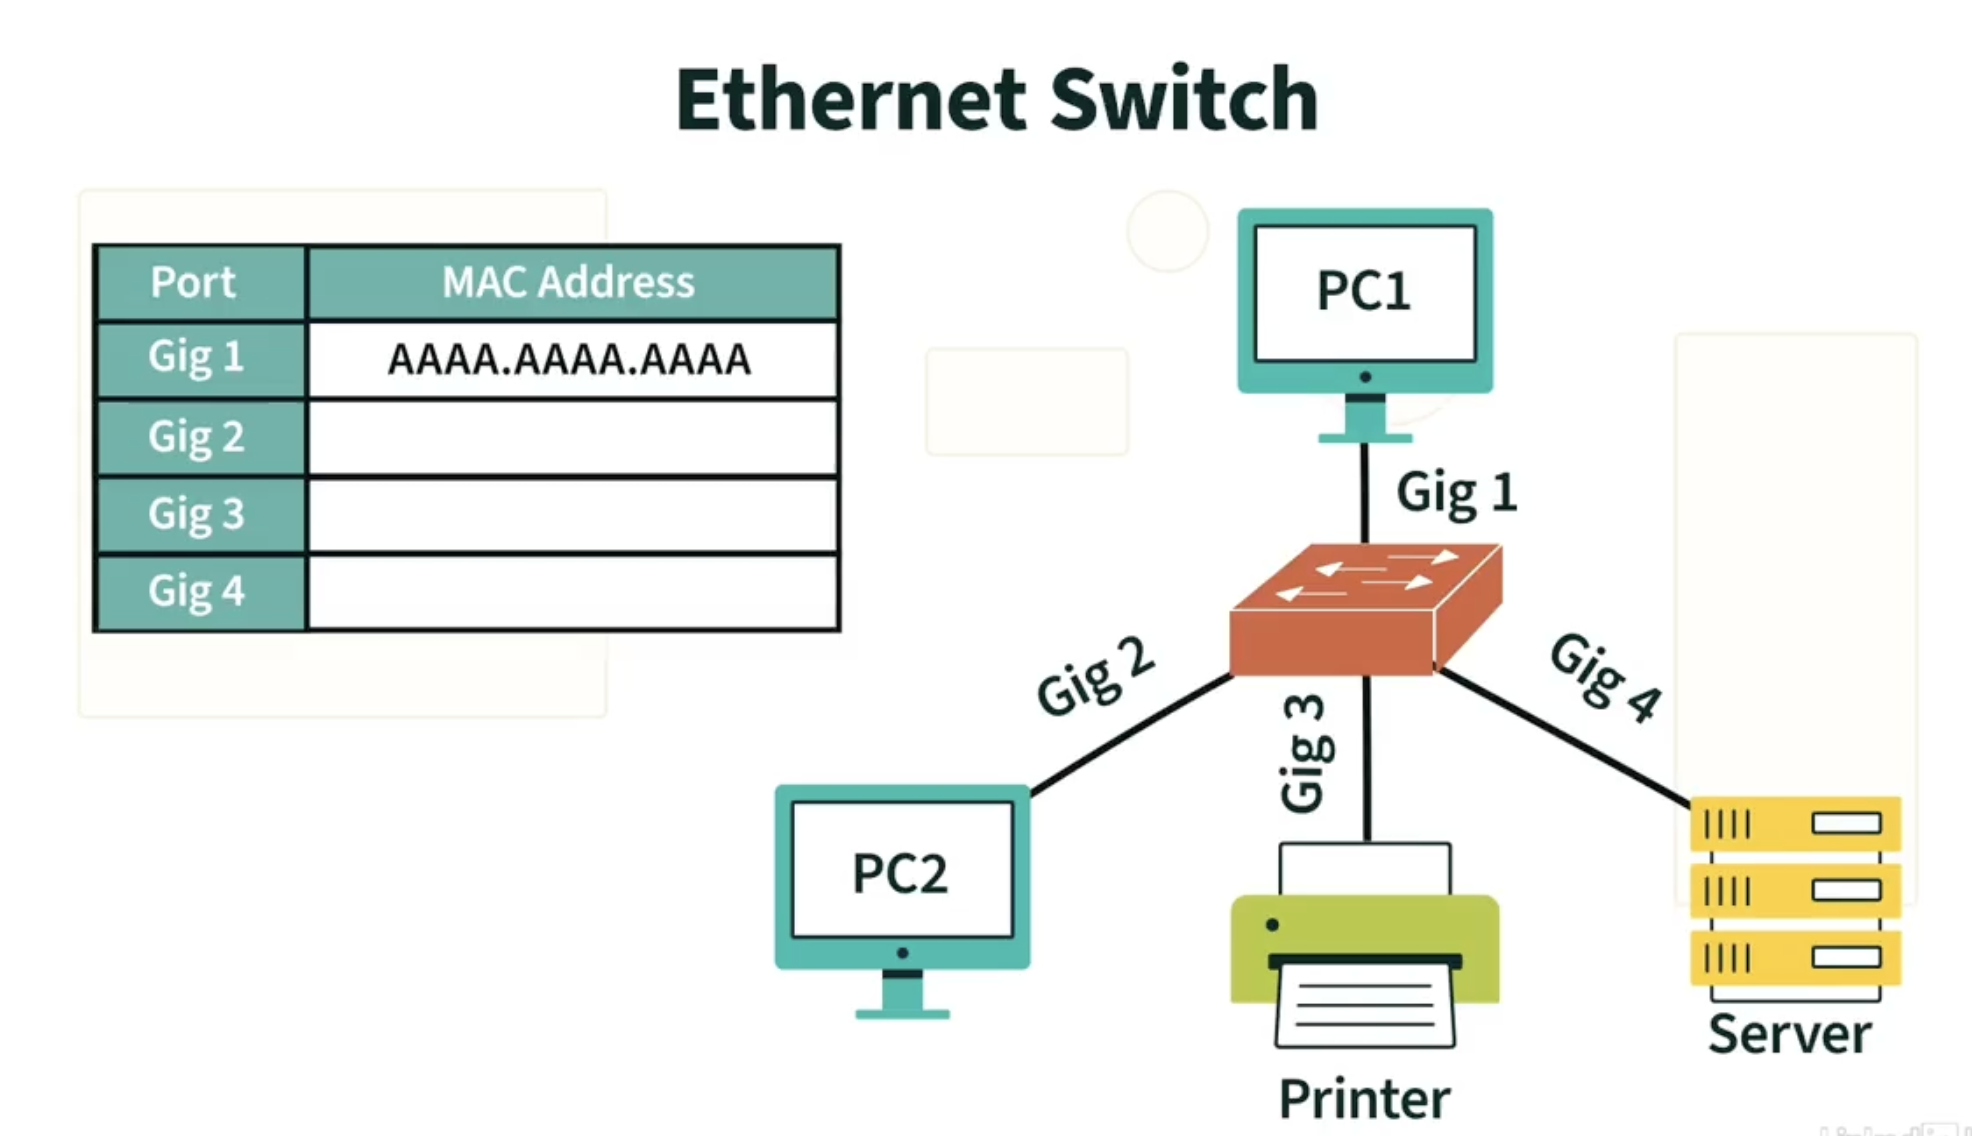 Ethernet Switch
Port MAC Address
Gig 1 AAAA.AAAA.AAAA
Gig 2
Gig 3
Gig 4
PC1
Gig 1
Gig 2
Gig 3
Gig 4
PC2
Printer
Server